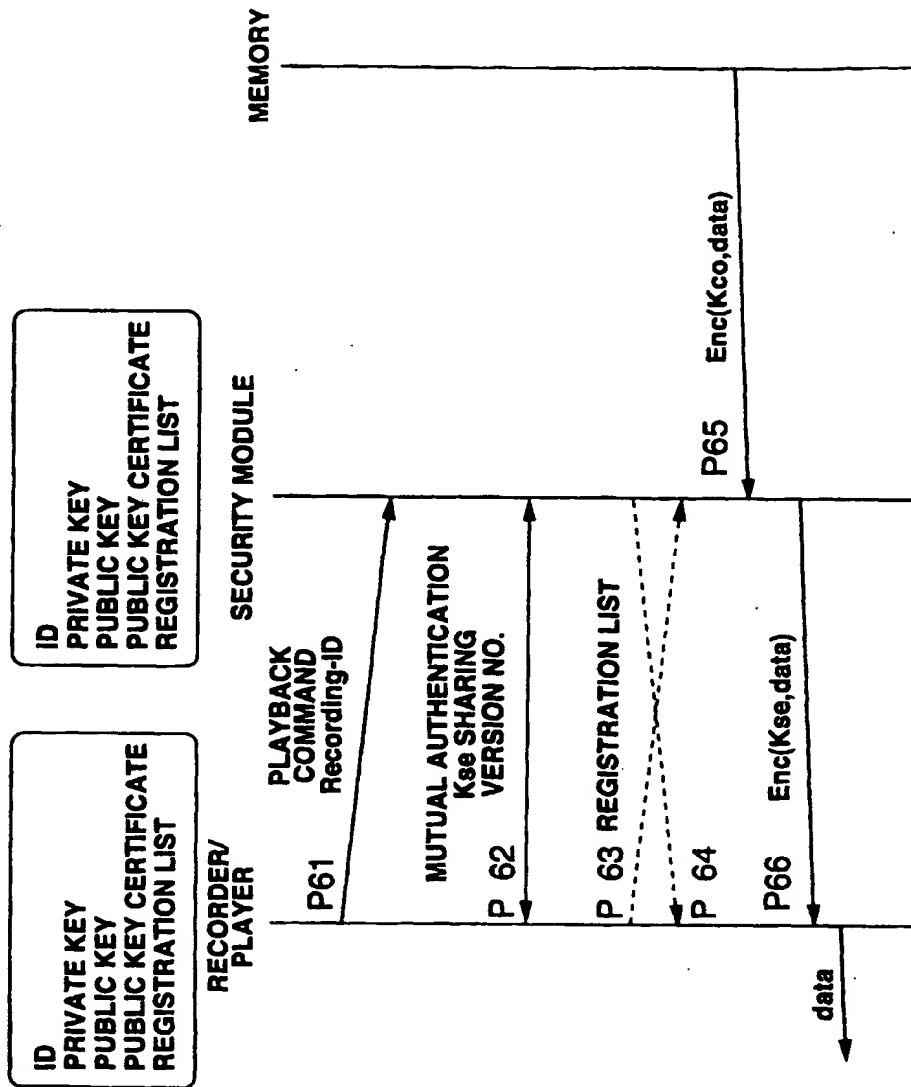 ID
PRIVATE KEY
PUBLIC KEY
PUBLIC KEY CERTIFICATE
REGISTRATION LIST
RECORDER/
PLAYER
ID
PRIVATE KEY
PUBLIC KEY
PUBLIC KEY CERTIFICATE
REGISTRATION LIST
SECURITY MODULE
MEMORY
P61
PLAYBACK
COMMAND
Recording-ID
P 62
MUTUAL AUTHENTICATION
Kse SHARING
VERSION NO.
P 63 REGISTRATION LIST
P 64
P65 Enc(Kco,data)
P66 Enc(Kse,data)
data